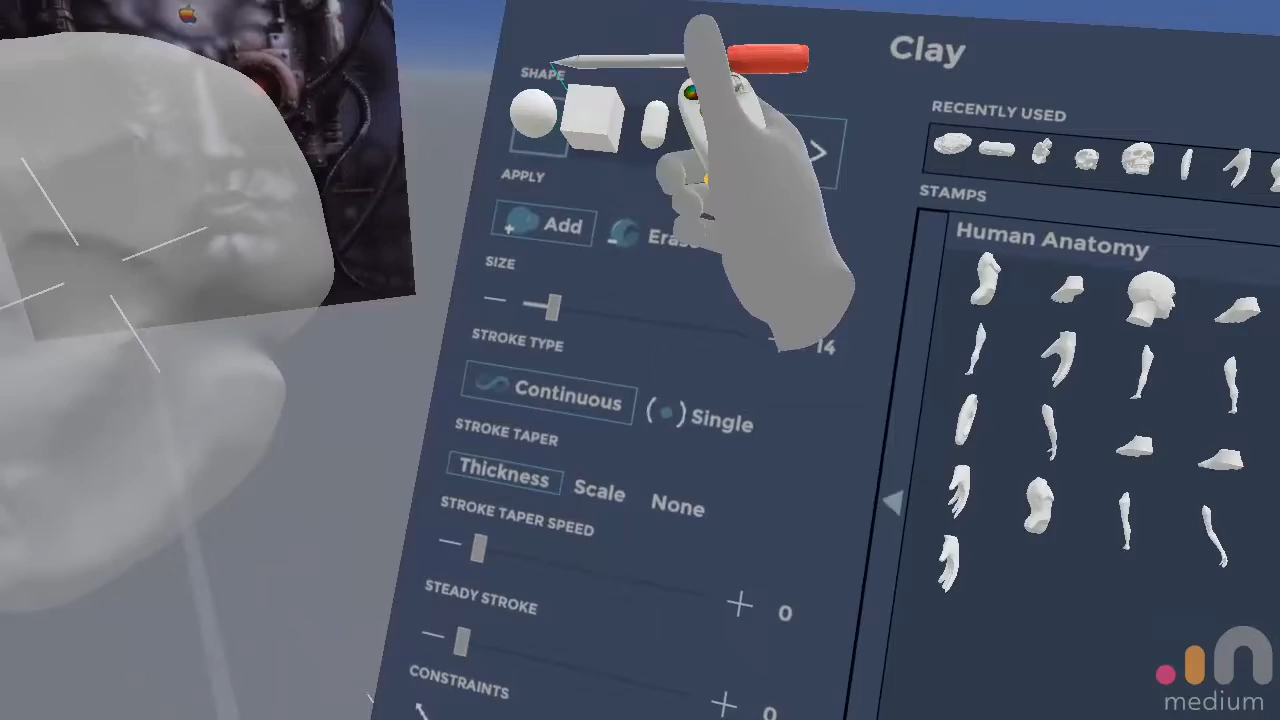 Clay
SHAPE
RECENTLY USED
APPLY
STAMPS
Add
Eras
Human Anatomy
SIZE
14
STROKE TYPE
Continuous
Single
STROKE TAPER
Thickness
Scale
None
STROKE TAPER SPEED
0
STEADY STROKE
0
CONSTRAINTS
medium